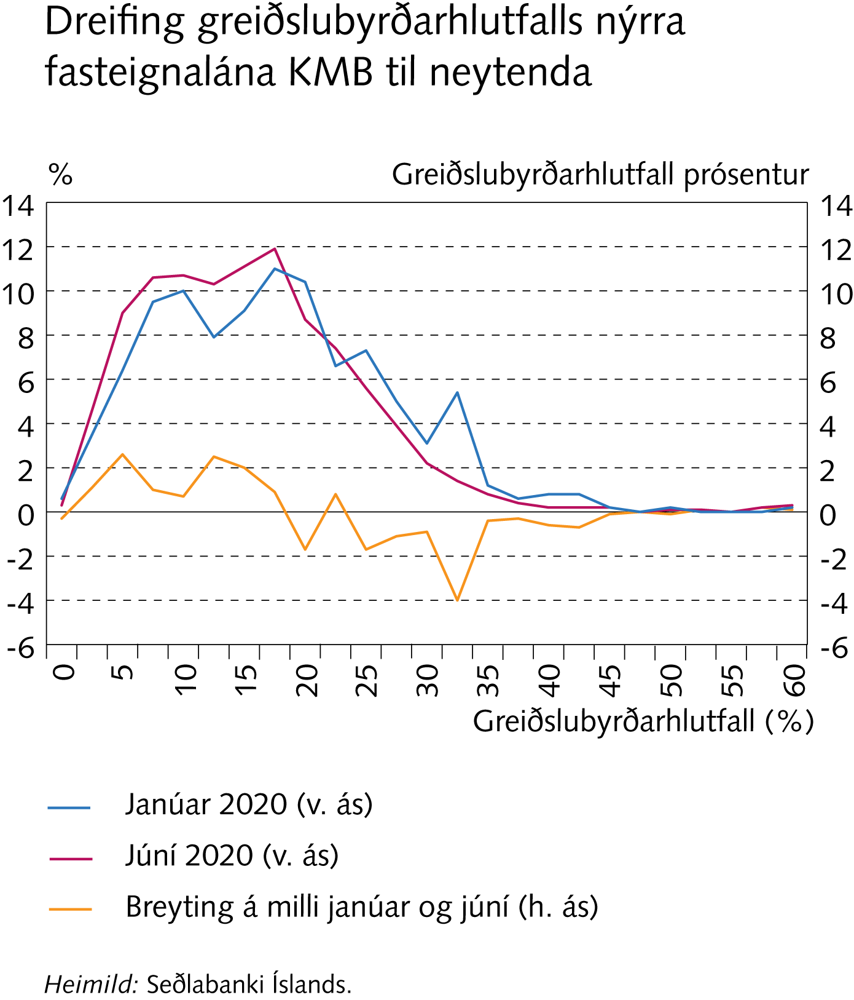 Dreifing greiðslubyrðarhlutfalls nýrra
fasteignalána KMB til neytenda
% Greiðslubyrðarhlutfall prósentur
14 14
12 12
10 10
8 8
6 6
4 4
2 2
0 0
-2 -2
-4 -4
-6 -6
0 5 10 15 20 25 30 35 40 45 50 55 60
Greiðslubyrðarhlutfall (%)
Janúar 2020 (v. ás)
Júní 2020 (v. ás)
Breyting á milli janúar og júní (h. ás)
Heimild: Seðlabanki Íslands.